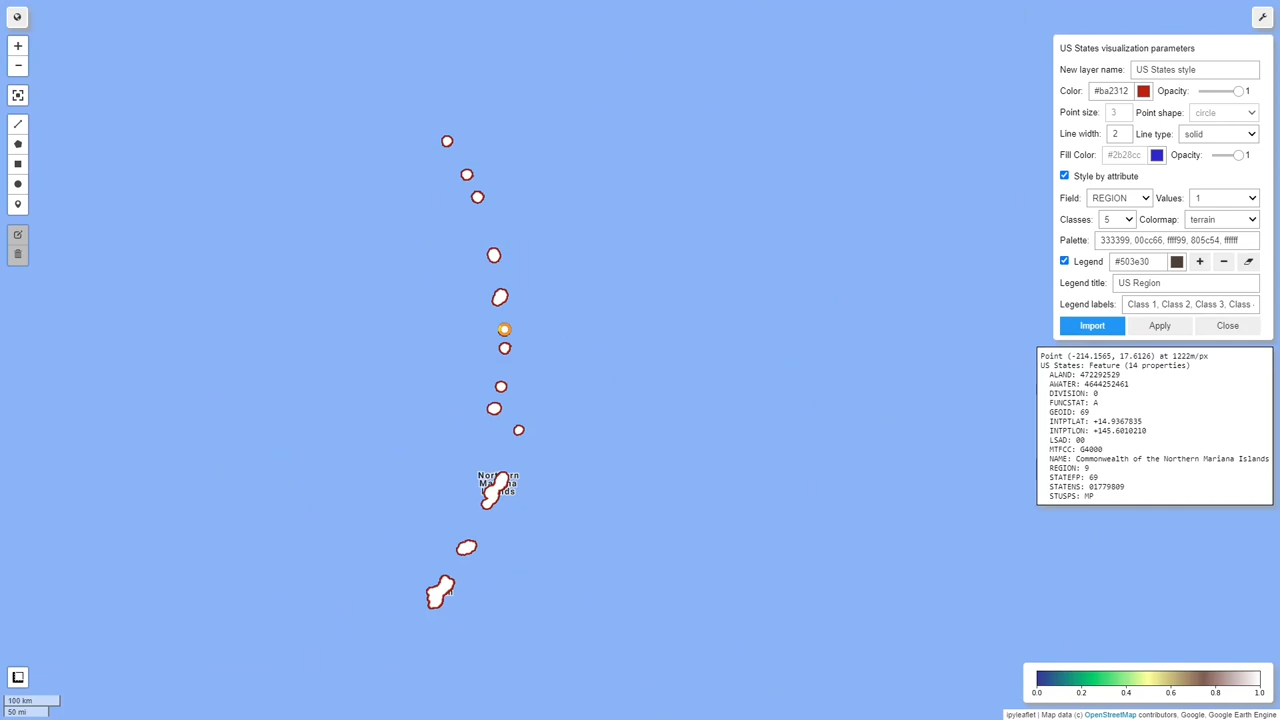 US States visualization parameters
New layer name: US States style
Color: #ba2312 Opacity: 1
Point size: 3 Point shape: circle
Line width: 2 Line type: solid
Fill Color: #2b28cc Opacity: 1
Style by attribute
Field: REGION Values: 1
Classes: 5 Colormap: terrain
Palette: 333399, 00cc66, ffff99, 805c54, ffffff
Legend #503e30 + −
Legend title: US Region
Legend labels: Class 1, Class 2, Class 3, Class
Import Apply Close
Point (-214.1565, 17.6126) at 1222m/px
US States: Feature (14 properties)
ALAND: 472292529
AWATER: 4644252461
DIVISION: 0
FUNCSTAT: A
GEOID: 69
INTPTLAT: +14.9367835
INTPTLON: +145.6010210
LSAD: 00
MTFCC: G4000
NAME: Commonwealth of the Northern Mariana Islands
REGION: 9
STATEFP: 69
STATENS: 01779809
STUSPS: MP
+
−
100 km
50 mi
0.0 0.2 0.4 0.6 0.8 1.0
ipyleaflet | Map data (c) OpenStreetMap contributors, Google, Google Earth Engine